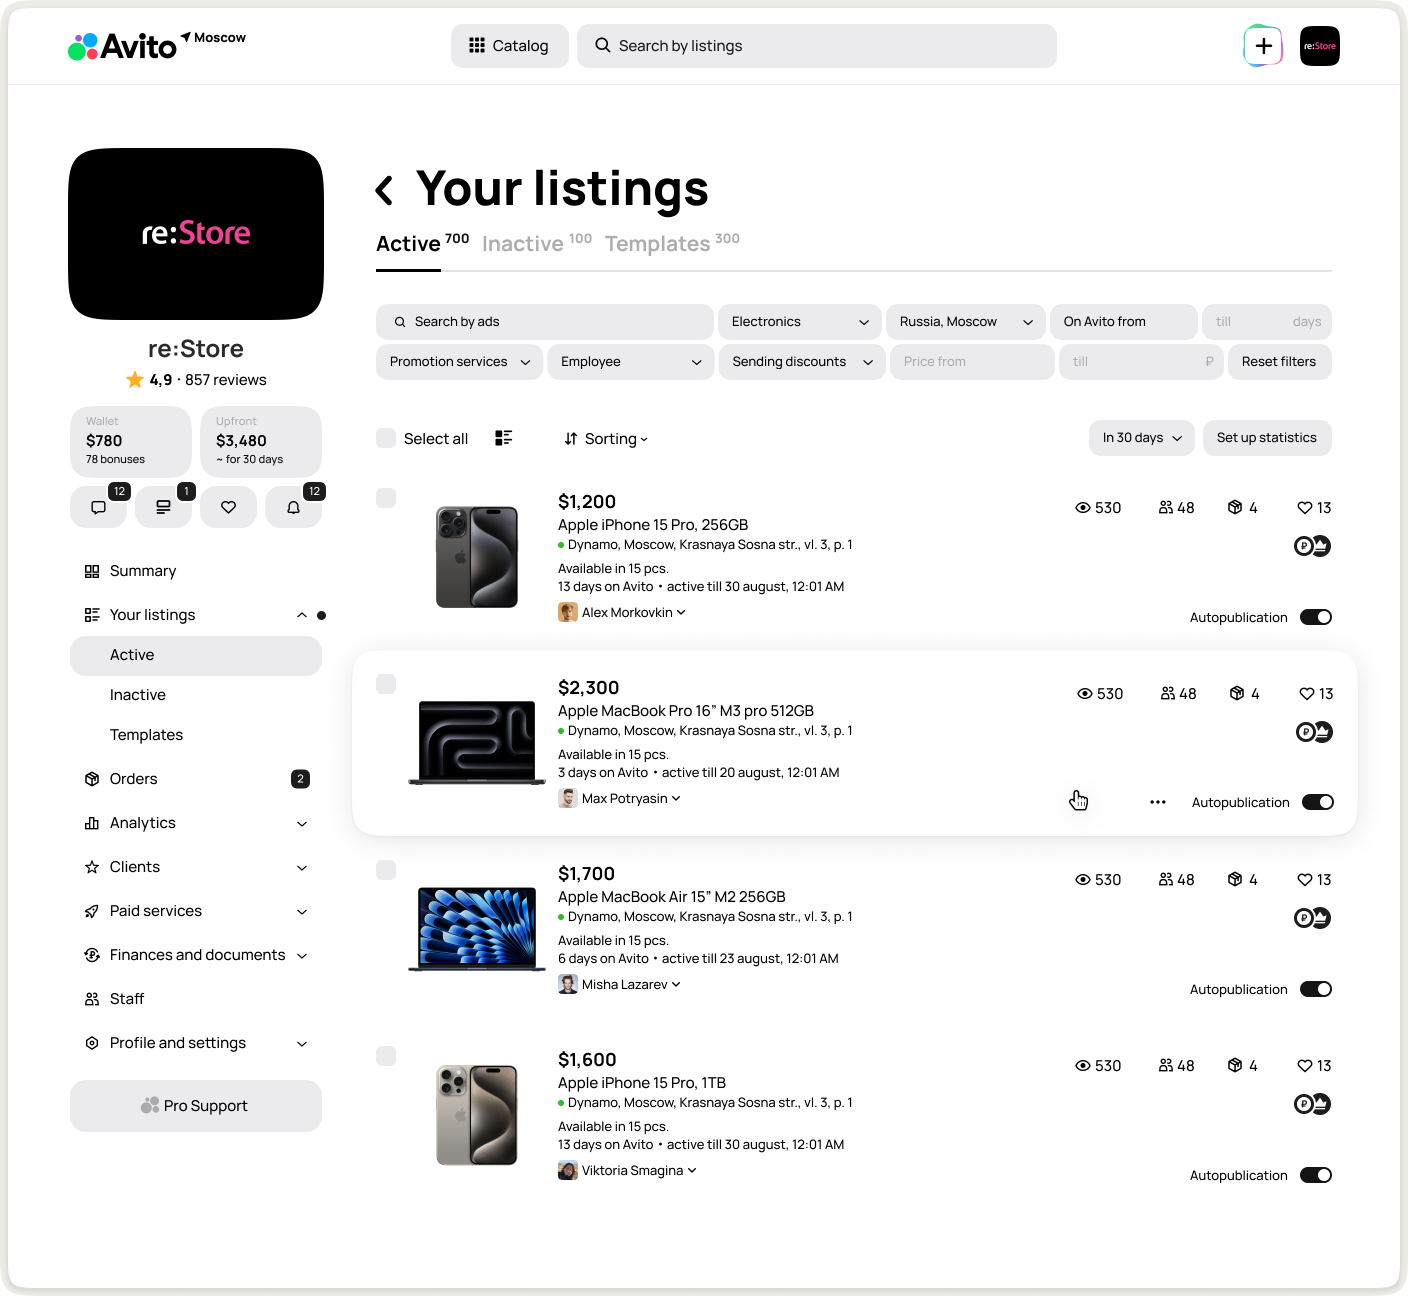 Avito Moscow
Catalog
Search by listings
re:Store
re:Store
Your listings
Active 700 Inactive 100 Templates 300
Search by ads
Electronics
Russia, Moscow
On Avito from
till days
Promotion services
Employee
Sending discounts
Price from
till ₽
Reset filters
re:Store
4,9 · 857 reviews
Wallet
$780
78 bonuses
Upfront
$3,480
~ for 30 days
12
1
12
Summary
Your listings
Active
Inactive
Templates
Orders 2
Analytics
Clients
Paid services
Finances and documents
Staff
Profile and settings
Pro Support
Select all
Sorting
In 30 days
Set up statistics
$1,200
Apple iPhone 15 Pro, 256GB
Dynamo, Moscow, Krasnaya Sosna str., vl. 3, p. 1
Available in 15 pcs.
13 days on Avito • active till 30 august, 12:01 AM
Alex Morkovkin
530 48 4 13
₽
Autopublication
$2,300
Apple MacBook Pro 16” M3 pro 512GB
Dynamo, Moscow, Krasnaya Sosna str., vl. 3, p. 1
Available in 15 pcs.
3 days on Avito • active till 20 august, 12:01 AM
Max Potryasin
530 48 4 13
₽
Autopublication
$1,700
Apple MacBook Air 15” M2 256GB
Dynamo, Moscow, Krasnaya Sosna str., vl. 3, p. 1
Available in 15 pcs.
6 days on Avito • active till 23 august, 12:01 AM
Misha Lazarev
530 48 4 13
₽
Autopublication
$1,600
Apple iPhone 15 Pro, 1TB
Dynamo, Moscow, Krasnaya Sosna str., vl. 3, p. 1
Available in 15 pcs.
13 days on Avito • active till 30 august, 12:01 AM
Viktoria Smagina
530 48 4 13
₽
Autopublication